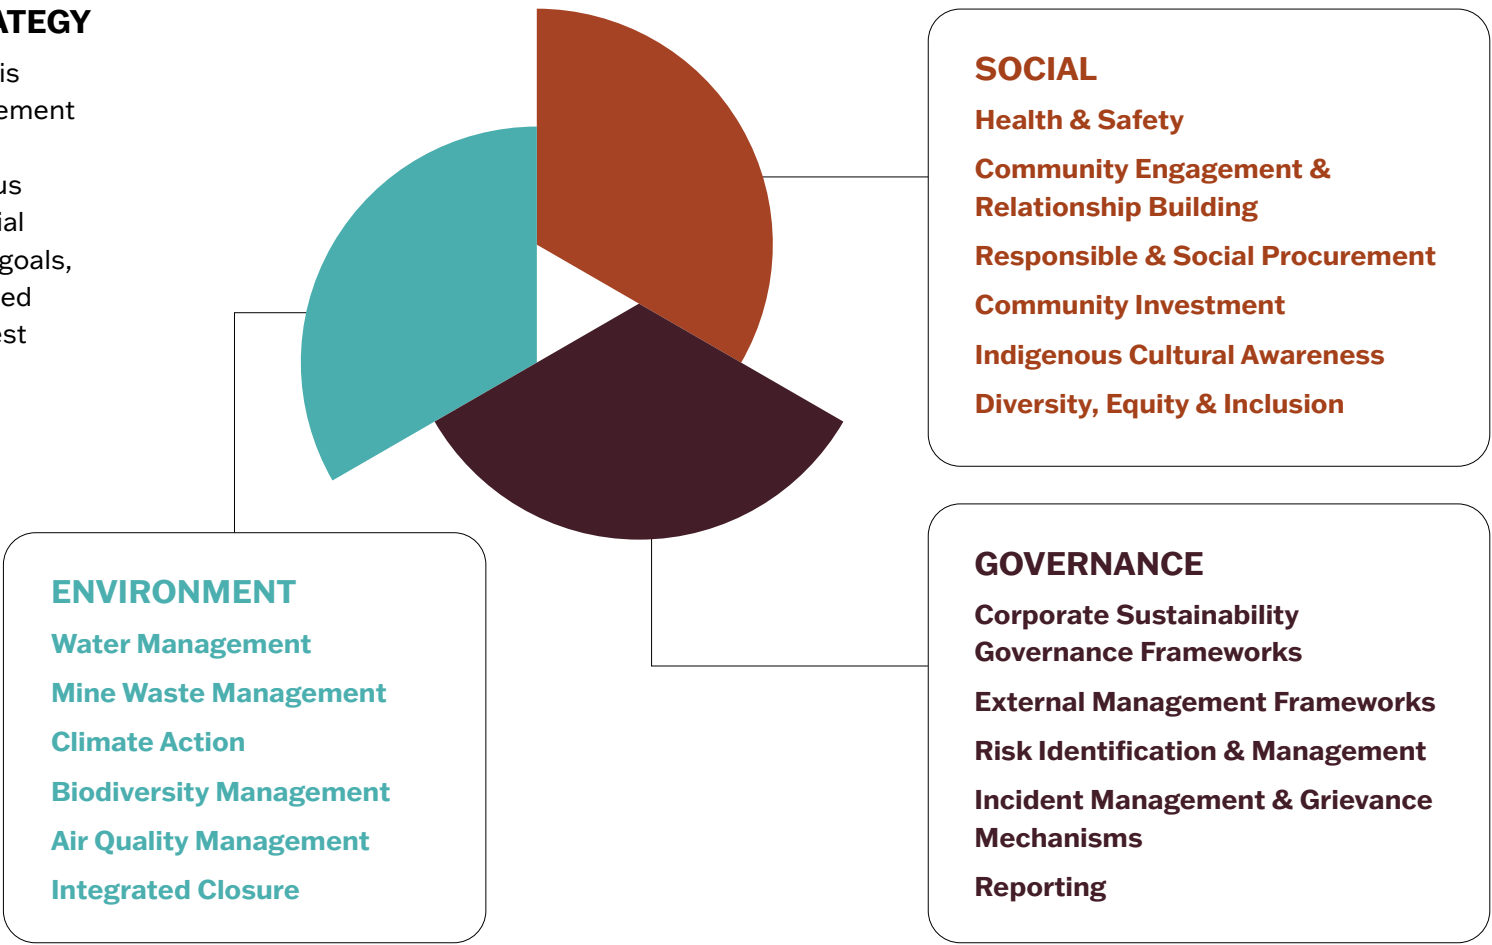 ATEGY
is
ement
us
ial
goals,
ed
est
SOCIAL
Health & Safety
Community Engagement &
Relationship Building
Responsible & Social Procurement
Community Investment
Indigenous Cultural Awareness
Diversity, Equity & Inclusion
ENVIRONMENT
Water Management
Mine Waste Management
Climate Action
Biodiversity Management
Air Quality Management
Integrated Closure
GOVERNANCE
Corporate Sustainability
Governance Frameworks
External Management Frameworks
Risk Identification & Management
Incident Management & Grievance
Mechanisms
Reporting